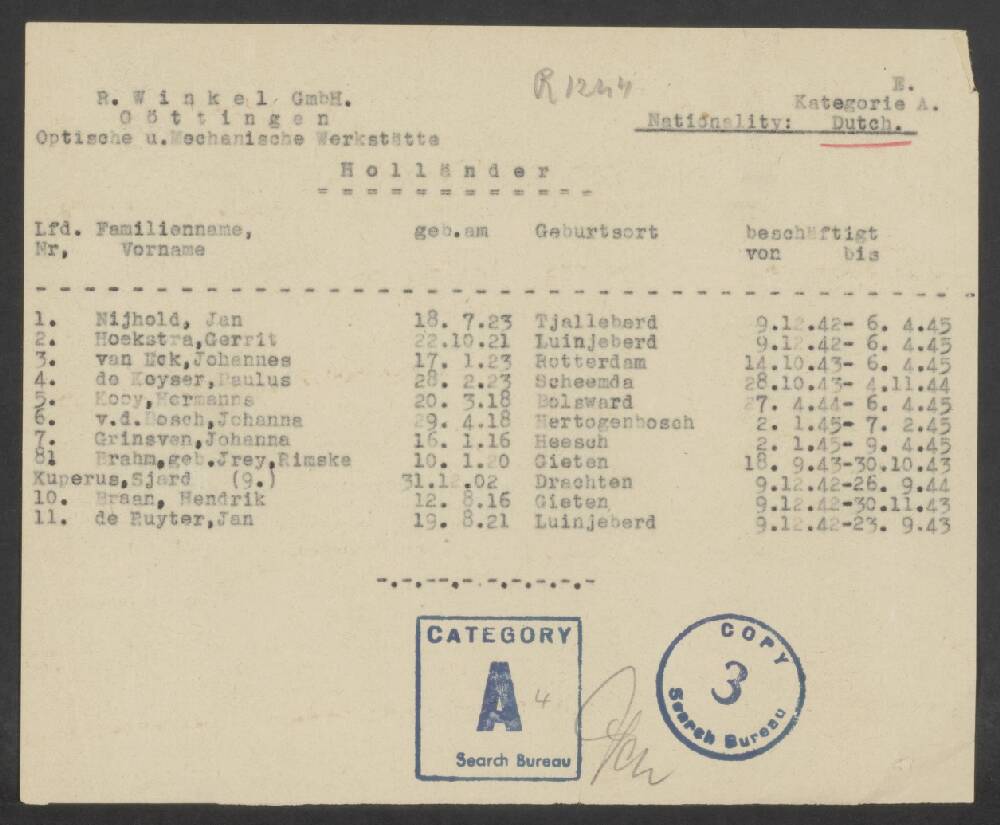 R 1244
E.
R. Winkel GmbH.
Kategorie A.
Göttingen
Nationality: Dutch.
Optische u.Mechanische Werkstätte
Holländer
= = = = = = = = = = = =
Lfd. Familienname, geb.am Geburtsort beschäftigt
Nr, Vorname von bis
1. Nijhold, Jan 18. 7.23 Tjalleberd 9.12.42- 6. 4.45
2. Hoekstra,Gerrit 22.10.21 Luinjeberd 9.12.42- 6. 4.45
3. van Eck,Johannes 17. 1.23 Rotterdam 14.10.43- 6. 4.45
4. de Keyser,Paulus 28. 2.23 Scheemda 28.10.43- 4.11.44
5. Kooy,Hermanns 20. 3.18 Bolsward 27. 4.44- 6. 4.45
6. v.d.Bosch,Johanna 29. 4.18 Hertogenbosch 2. 1.45- 7. 2.45
7. Grinsven,Johanna 16. 1.16 Heesch 2. 1.45- 9. 4.45
81 Brahm,geb.Jrey,Rimske 10. 1.20 Gieten 18. 9.43-30.10.43
Kuperus,Sjard (9.) 31.12.02 Drachten 9.12.42-26. 9.44
10. Braan, Hendrik 12. 8.16 Gieten 9.12.42-30.11.43
11. de Ruyter,Jan 19. 8.21 Luinjeberd 9.12.42-23. 9.43
-.-.--.-.-.-.-.-.-
CATEGORY
A
4
Search Bureau
COPY
3
Search Bureau